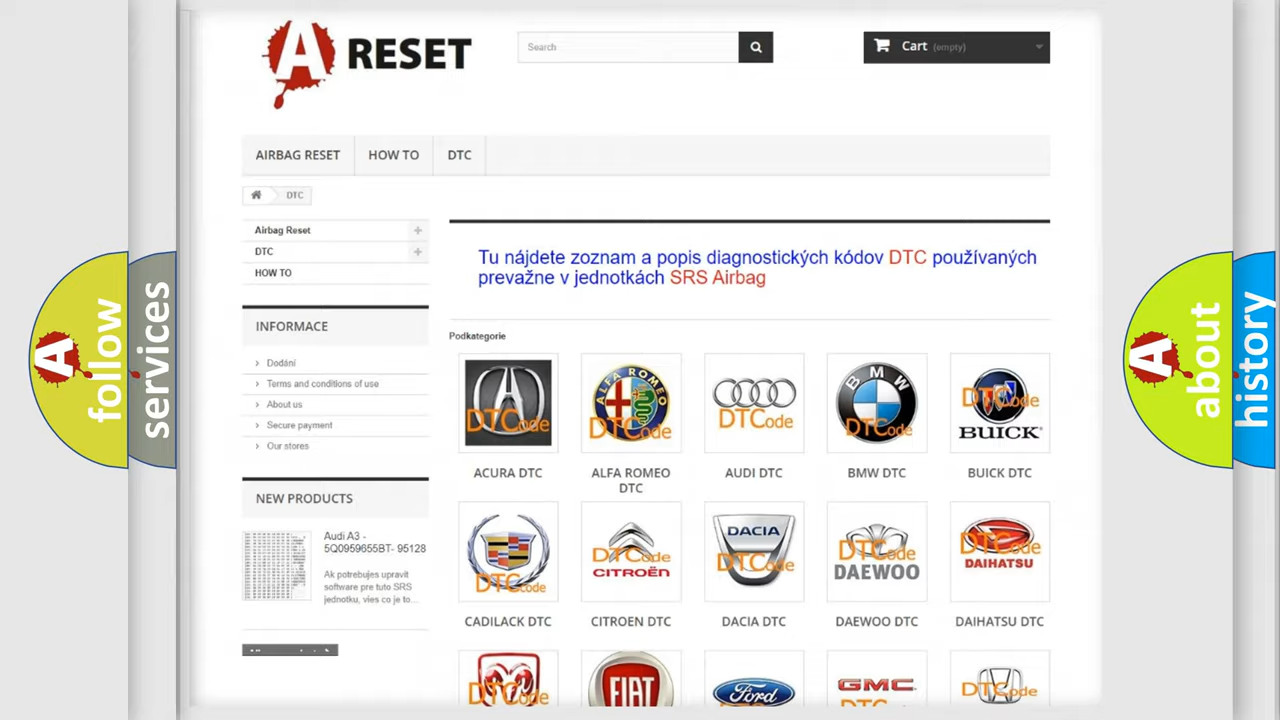 A RESET
Search
Cart (empty)
AIRBAG RESET
HOW TO
DTC
DTC
Airbag Reset
DTC
HOW TO
INFORMACE
Dodání
Terms and conditions of use
About us
Secure payment
Our stores
NEW PRODUCTS
Audi A3 -
5Q0959655BT- 95128
Ak potrebujes upravit
software pre tuto SRS
jednotku, vies co je to...
Tu nájdete zoznam a popis diagnostických kódov DTC používaných
prevažne v jednotkách SRS Airbag
Podkategorie
DTCode
ALFA ROMEO
DTCode
DTCode
BMW
DTCode
DTCode
BUICK
ACURA DTC
ALFA ROMEO
DTC
AUDI DTC
BMW DTC
BUICK DTC
DTCode
DTCode
CITROËN
DACIA
DTCode
DTCode
DAEWOO
DTCode
DAIHATSU
CADILACK DTC
CITROEN DTC
DACIA DTC
DAEWOO DTC
DAIHATSU DTC
DTCode
FIAT
Ford
GMC
DTCode
A follow
services
A about
history